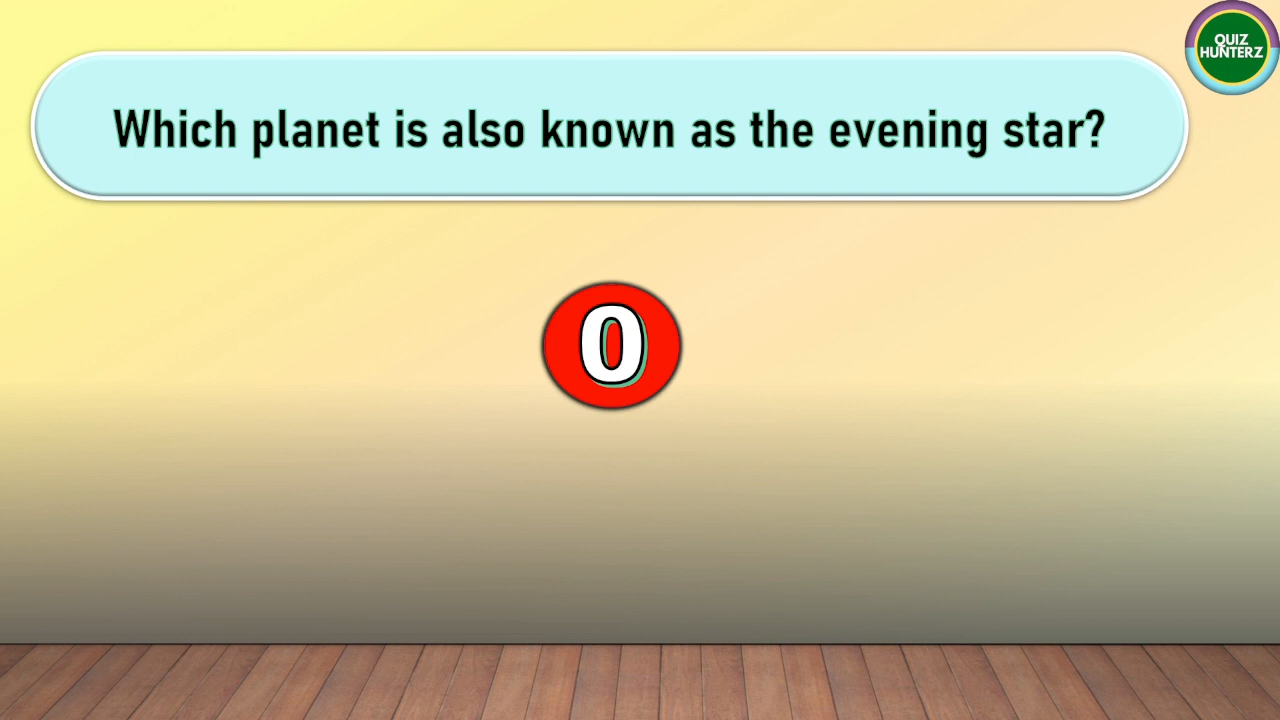 QUIZ
HUNTERZ
Which planet is also known as the evening star?
0